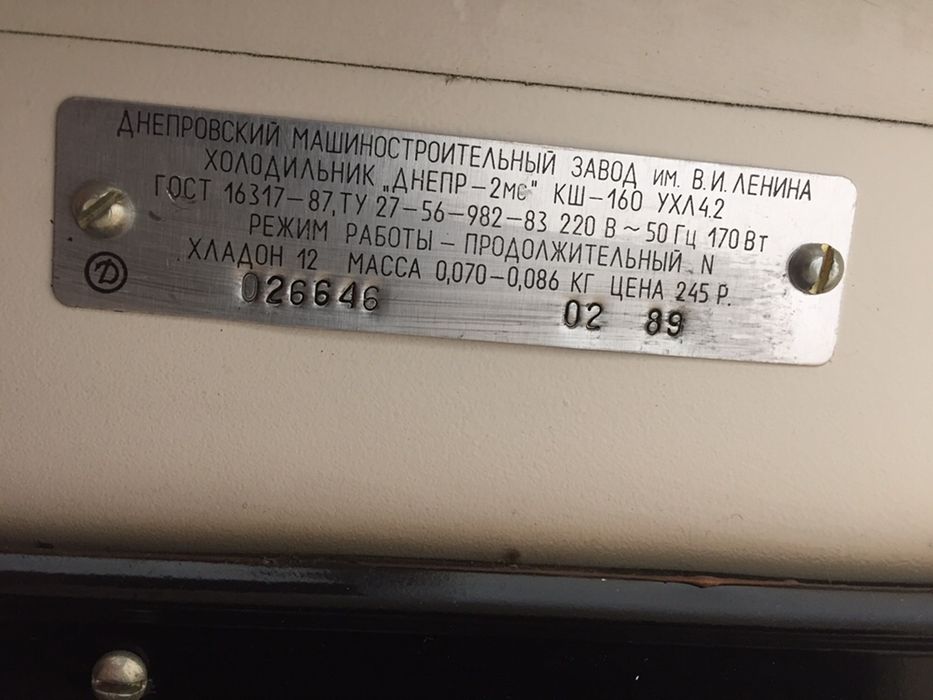 ДНЕПРОВСКИЙ МАШИНОСТРОИТЕЛЬНЫЙ ЗАВОД им. В.И. ЛЕНИНА
ХОЛОДИЛЬНИК „ДНЕПР-2мс" КШ-160 УХЛ4.2
ГОСТ 16317-87, ТУ 27-56-982-83 220 В ~ 50 Гц 170 Вт
РЕЖИМ РАБОТЫ - ПРОДОЛЖИТЕЛЬНЫЙ N
ХЛАДОН 12 МАССА 0,070-0,086 КГ ЦЕНА 245 Р.
Д
026646 02 89